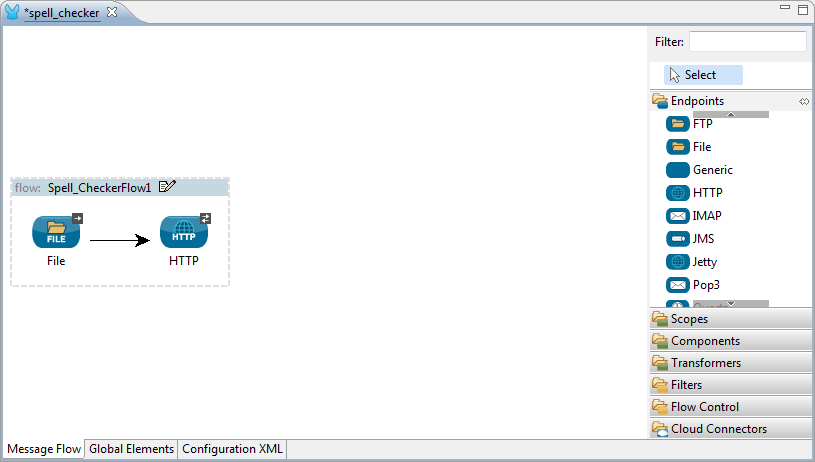 *spell_checker
Filter:
Select
Endpoints
FTP
File
Generic
HTTP
IMAP
JMS
Jetty
Pop3
Scopes
Components
Transformers
Filters
Flow Control
Cloud Connectors
flow: Spell_CheckerFlow1
FILE
HTTP
File
HTTP
Message Flow
Global Elements
Configuration XML